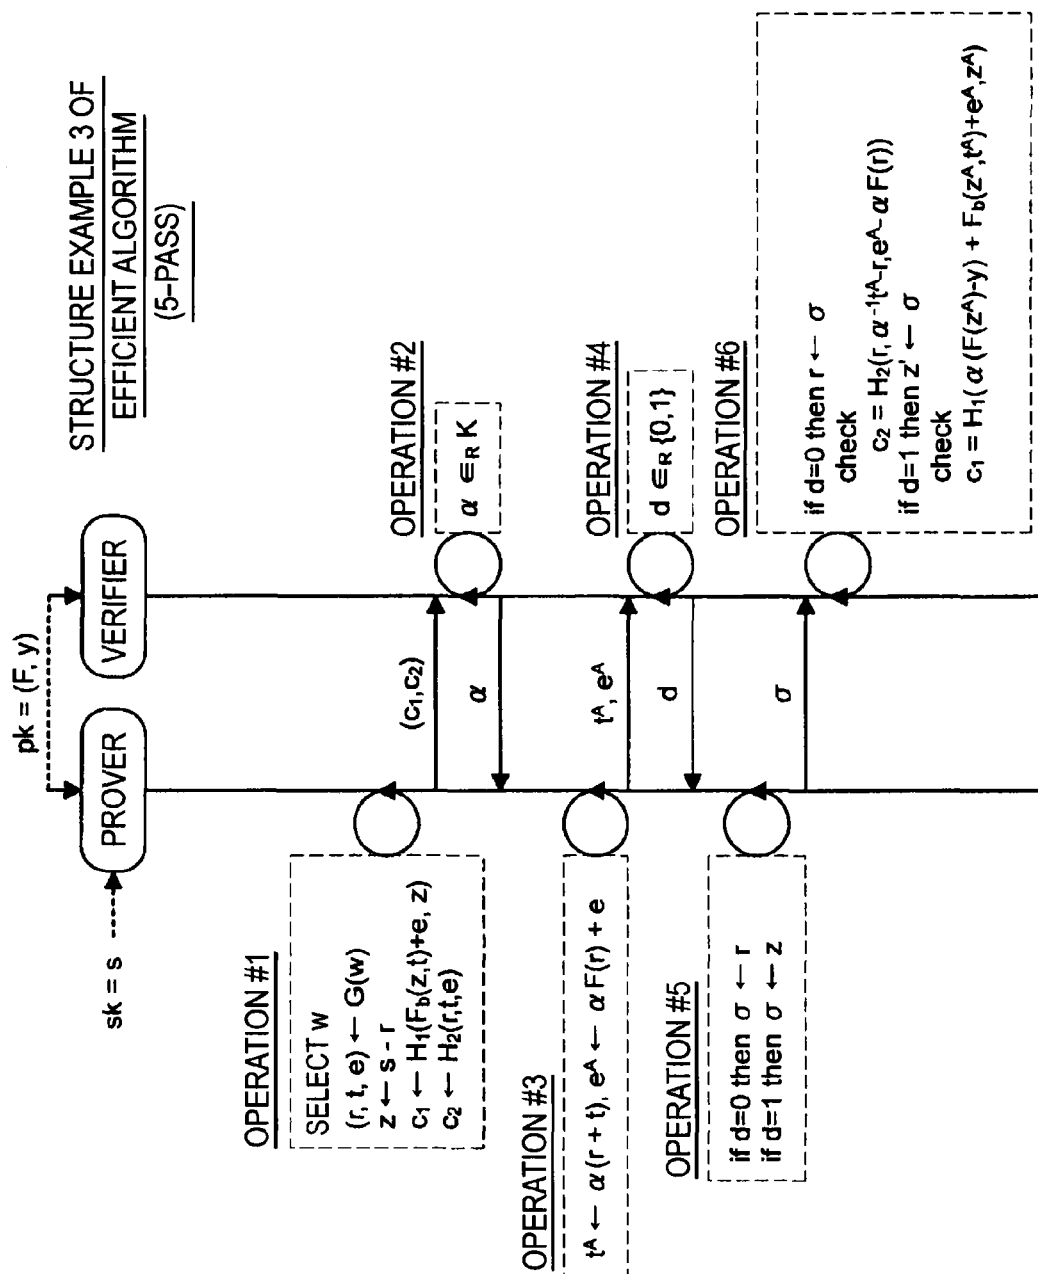 STRUCTURE EXAMPLE 3 OF
EFFICIENT ALGORITHM
(5-PASS)
pk = (F, y)
sk = s
PROVER
VERIFIER
OPERATION #1
SELECT w
(r, t, e) ← G(w)
z ← s - r
c₁ ← H₁(F_b(z,t)+e, z)
c₂ ← H₂(r,t,e)
(c₁,c₂)
OPERATION #2
α ∈_R K
α
OPERATION #3
t^A ← α(r + t), e^A ← αF(r) + e
t^A, e^A
OPERATION #4
d ∈_R {0,1}
d
OPERATION #5
if d=0 then σ ← r
if d=1 then σ ← z
σ
OPERATION #6
if d=0 then r ← σ
check
c₂ = H₂(r, α⁻¹t^A-r,e^A-αF(r))
if d=1 then z' ← σ
check
c₁ = H₁(α(F(z^A)-y) + F_b(z^A,t^A)+e^A,z^A)